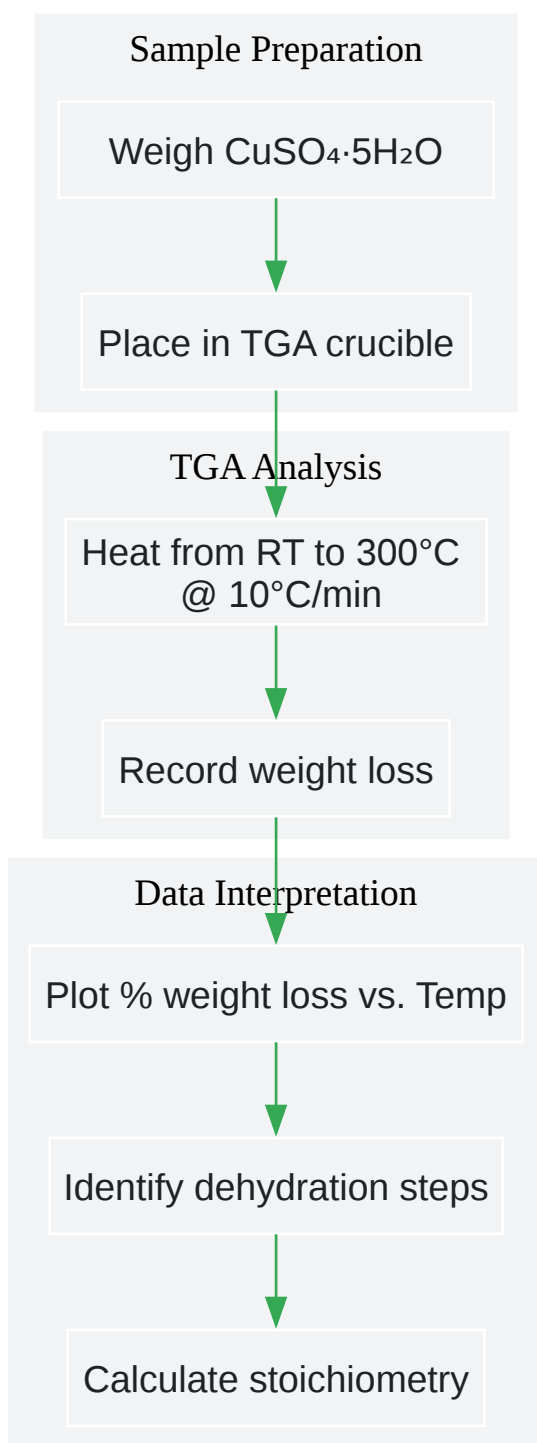 Sample Preparation
Weigh CuSO₄·5H₂O
Place in TGA crucible
TGA Analysis
Heat from RT to 300°C
@ 10°C/min
Record weight loss
Data Interpretation
Plot % weight loss vs. Temp
Identify dehydration steps
Calculate stoichiometry